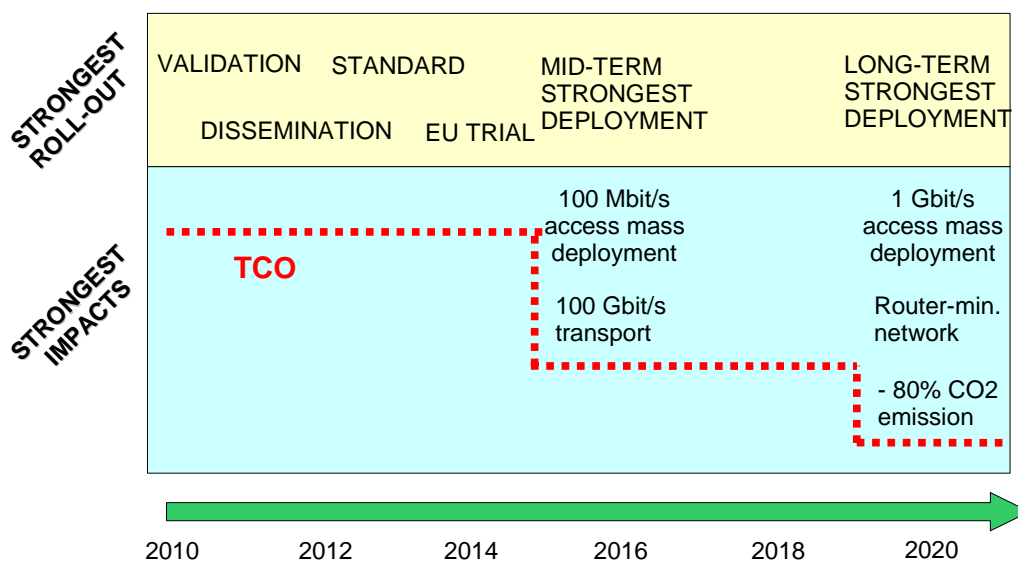 STRONGEST
ROLL-OUT
VALIDATION
STANDARD
MID-TERM
STRONGEST
DEPLOYMENT
LONG-TERM
STRONGEST
DEPLOYMENT
DISSEMINATION
EU TRIAL
STRONGEST
IMPACTS
TCO
100 Mbit/s
access mass
deployment
100 Gbit/s
transport
1 Gbit/s
access mass
deployment
Router-min.
network
- 80% CO2
emission
2010 2012 2014 2016 2018 2020